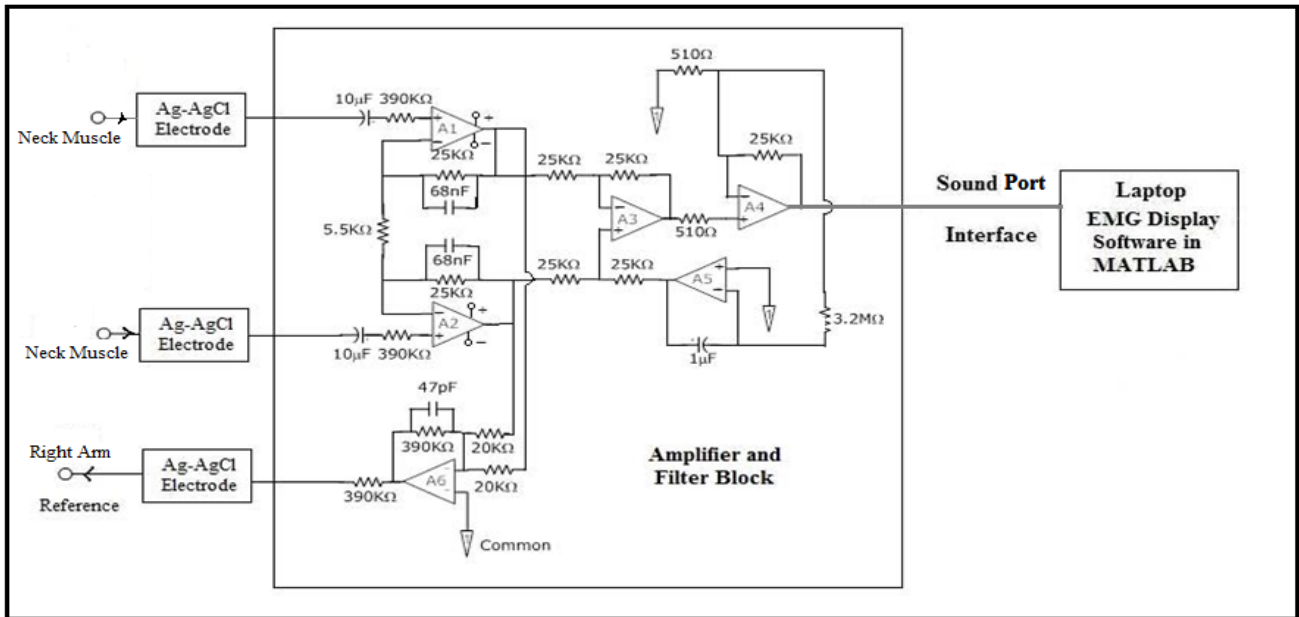 Neck Muscle
Ag-AgCl
Electrode
10μF 390KΩ
+
−
A1
+
−
25KΩ
68nF
5.5KΩ
68nF
25KΩ
−
+
A2
+
−
Neck Muscle
Ag-AgCl
Electrode
10μF 390KΩ
25KΩ
25KΩ
−
+
A3
510Ω
25KΩ
25KΩ
510Ω
25KΩ
−
+
A4
A5
+
−
3.2MΩ
1μF
47pF
390KΩ
20KΩ
20KΩ
A6
390KΩ
Common
Right Arm
Reference
Ag-AgCl
Electrode
Amplifier and
Filter Block
Sound Port
Interface
Laptop
EMG Display
Software in
MATLAB